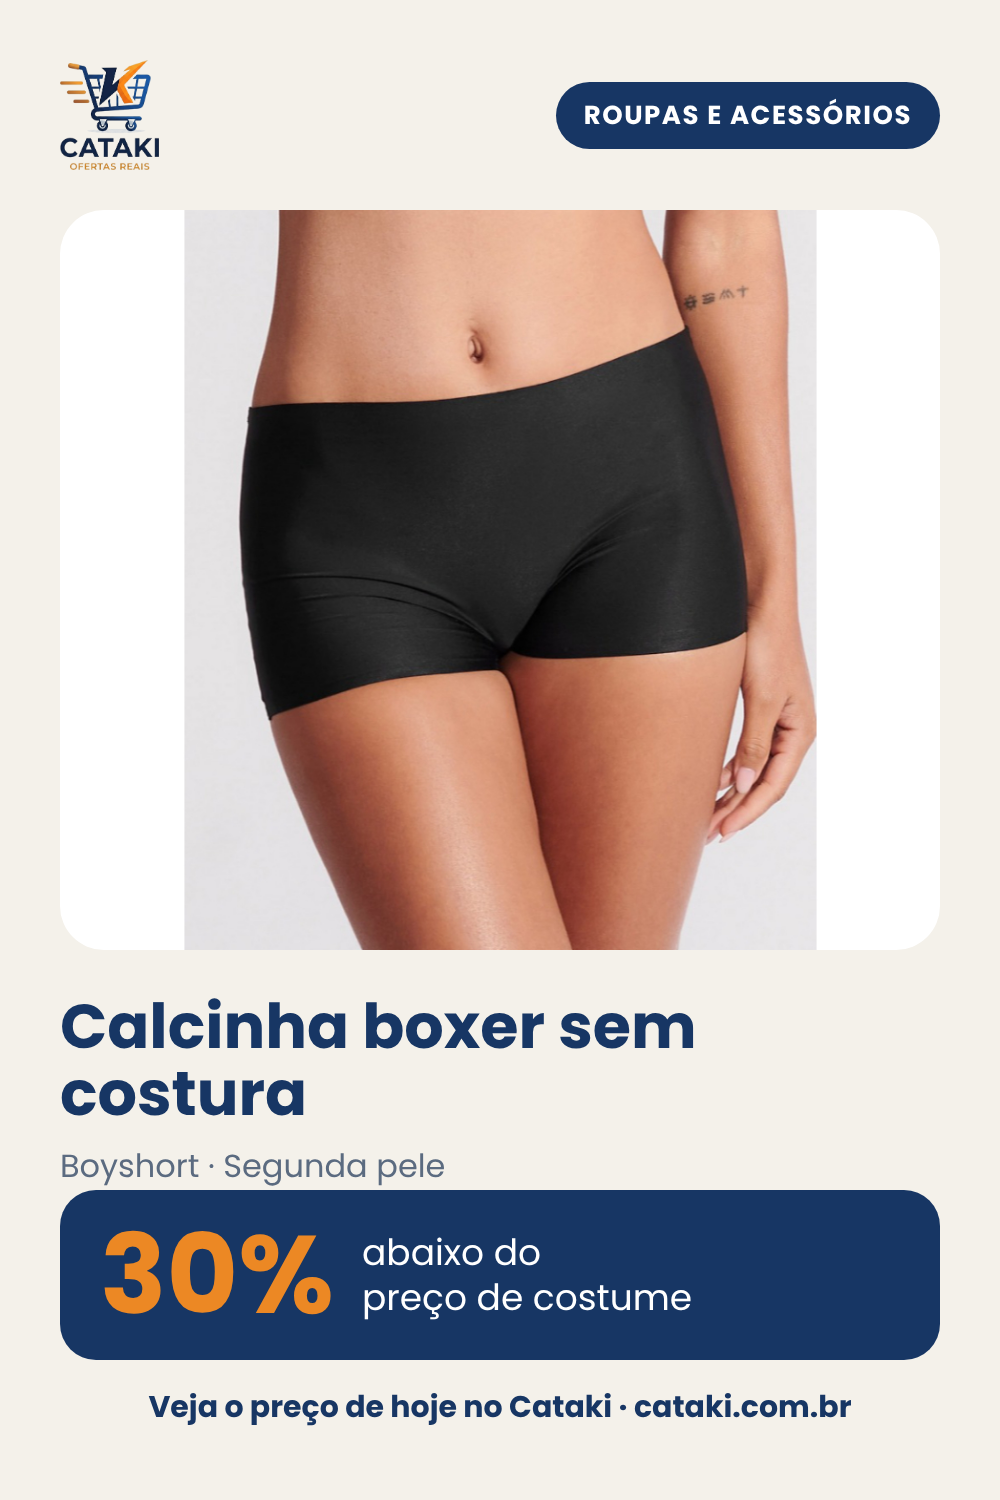 CATAKI
OFERTAS REAIS
ROUPAS E ACESSÓRIOS
Calcinha boxer sem
costura
Boyshort · Segunda pele
30%
abaixo do
preço de costume
Veja o preço de hoje no Cataki · cataki.com.br